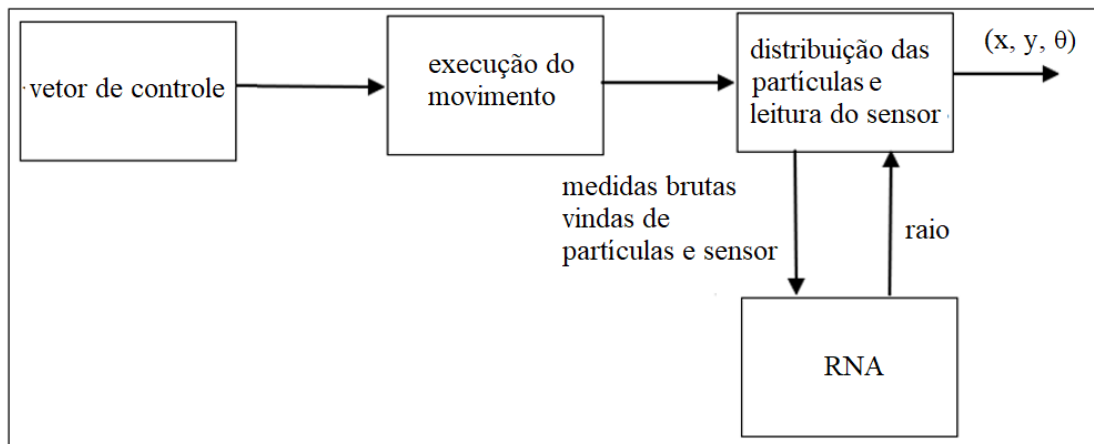 vetor de controle
execução do
movimento
distribuição das
partículas e
leitura do sensor
(x, y, θ)
medidas brutas
vindas de
partículas e sensor
raio
RNA